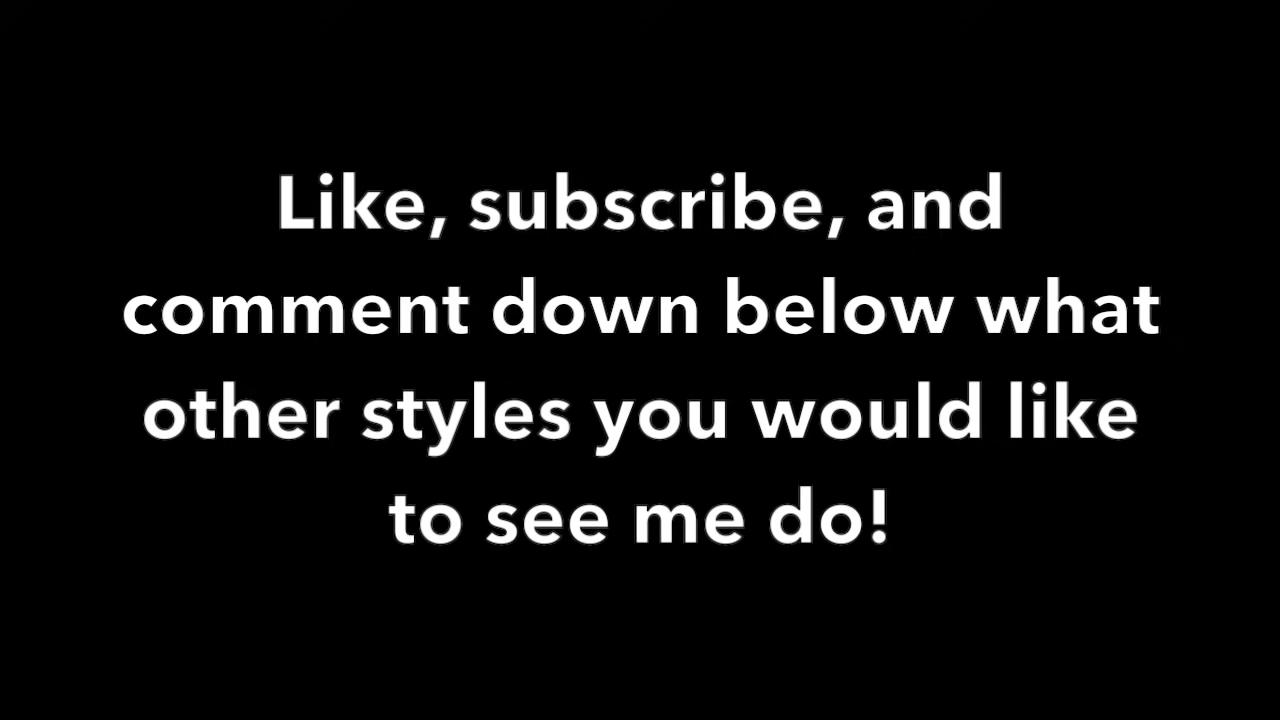 Like, subscribe, and
comment down below what
other styles you would like
to see me do!